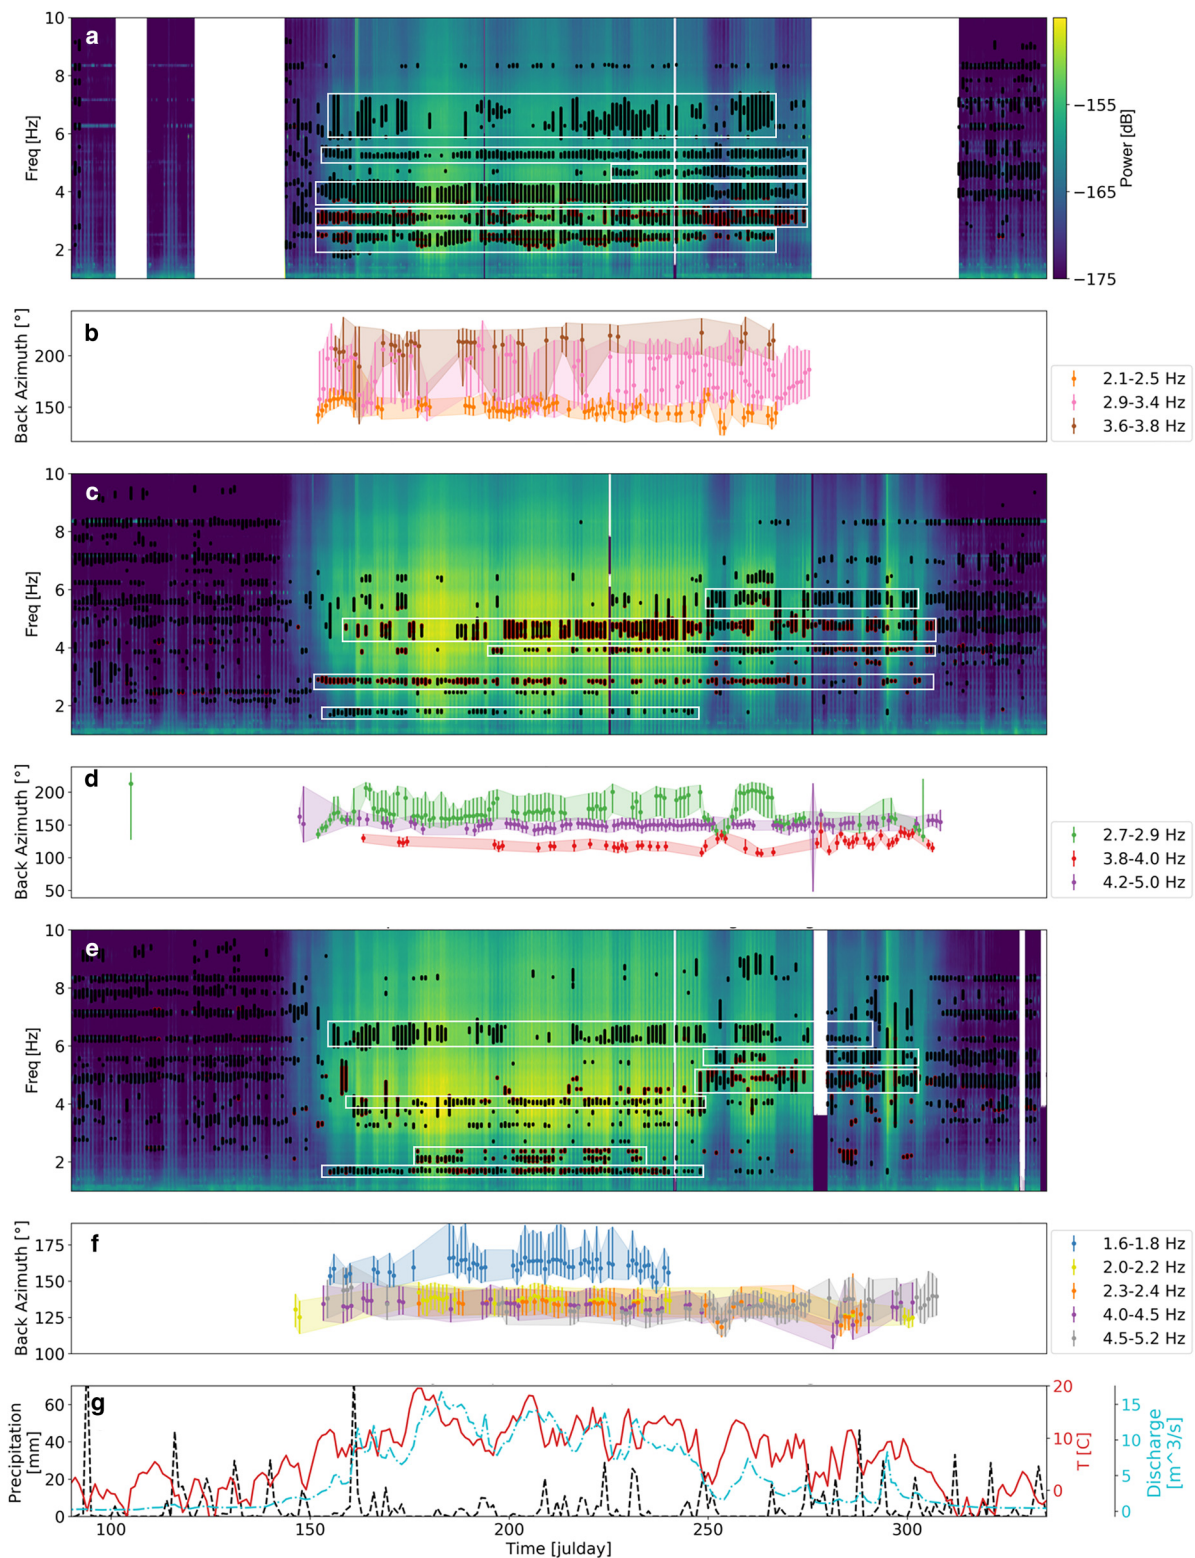 a
10
8
6
4
2
Freq [Hz]
−155
−165
−175
Power [dB]
b
200
150
Back Azimuth [°]
2.1-2.5 Hz
2.9-3.4 Hz
3.6-3.8 Hz
c
10
8
6
4
2
Freq [Hz]
d
200
150
100
50
Back Azimuth [°]
2.7-2.9 Hz
3.8-4.0 Hz
4.2-5.0 Hz
e
10
8
6
4
2
Freq [Hz]
f
175
150
125
100
Back Azimuth [°]
1.6-1.8 Hz
2.0-2.2 Hz
2.3-2.4 Hz
4.0-4.5 Hz
4.5-5.2 Hz
g
60
40
20
0
Precipitation
[mm]
20
10
0
T [C]
15
10
5
0
Discharge
[m^3/s]
100
150
200
250
300
Time [julday]